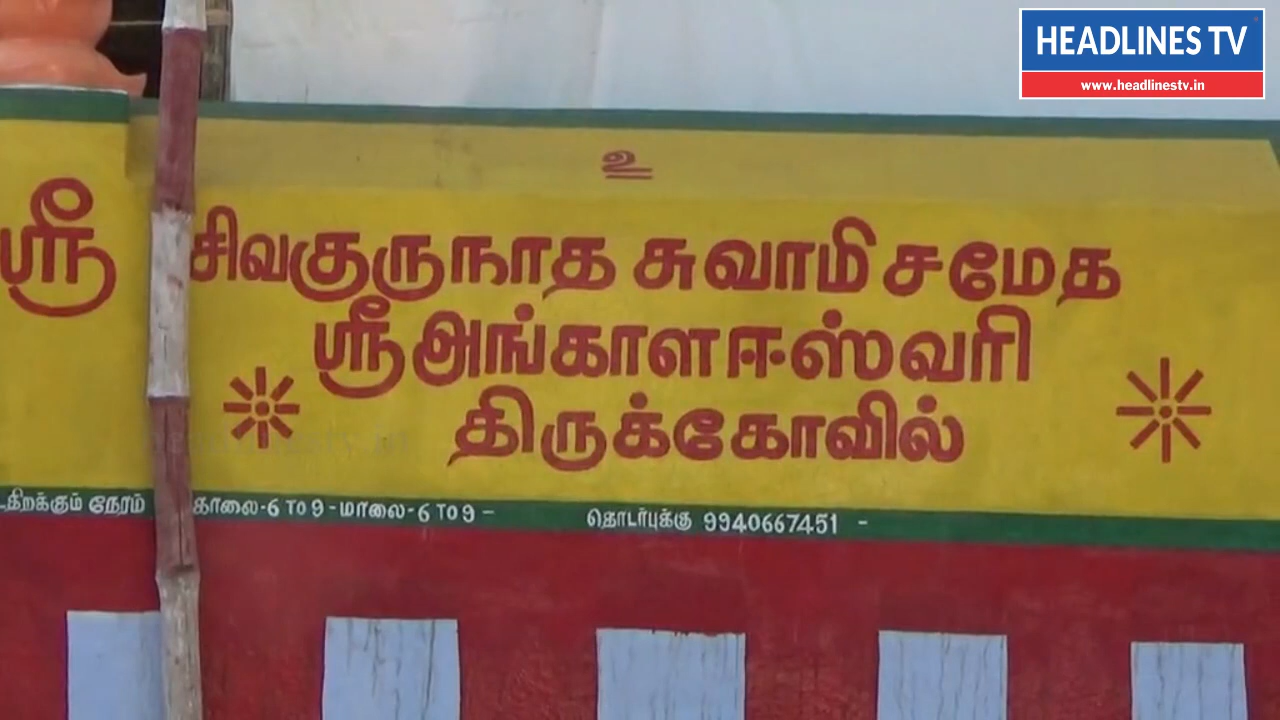 HEADLINES TV
www.headlinestv.in
உ
ஸ்ரீ சிவகுருநாத சுவாமி சமேத
ஸ்ரீ அங்காள ஈஸ்வரி
திருக்கோவில்
திறக்கும் நேரம் காலை-6 TO 9 - மாலை-6 TO 9 - தொடர்புக்கு 9940667451 -